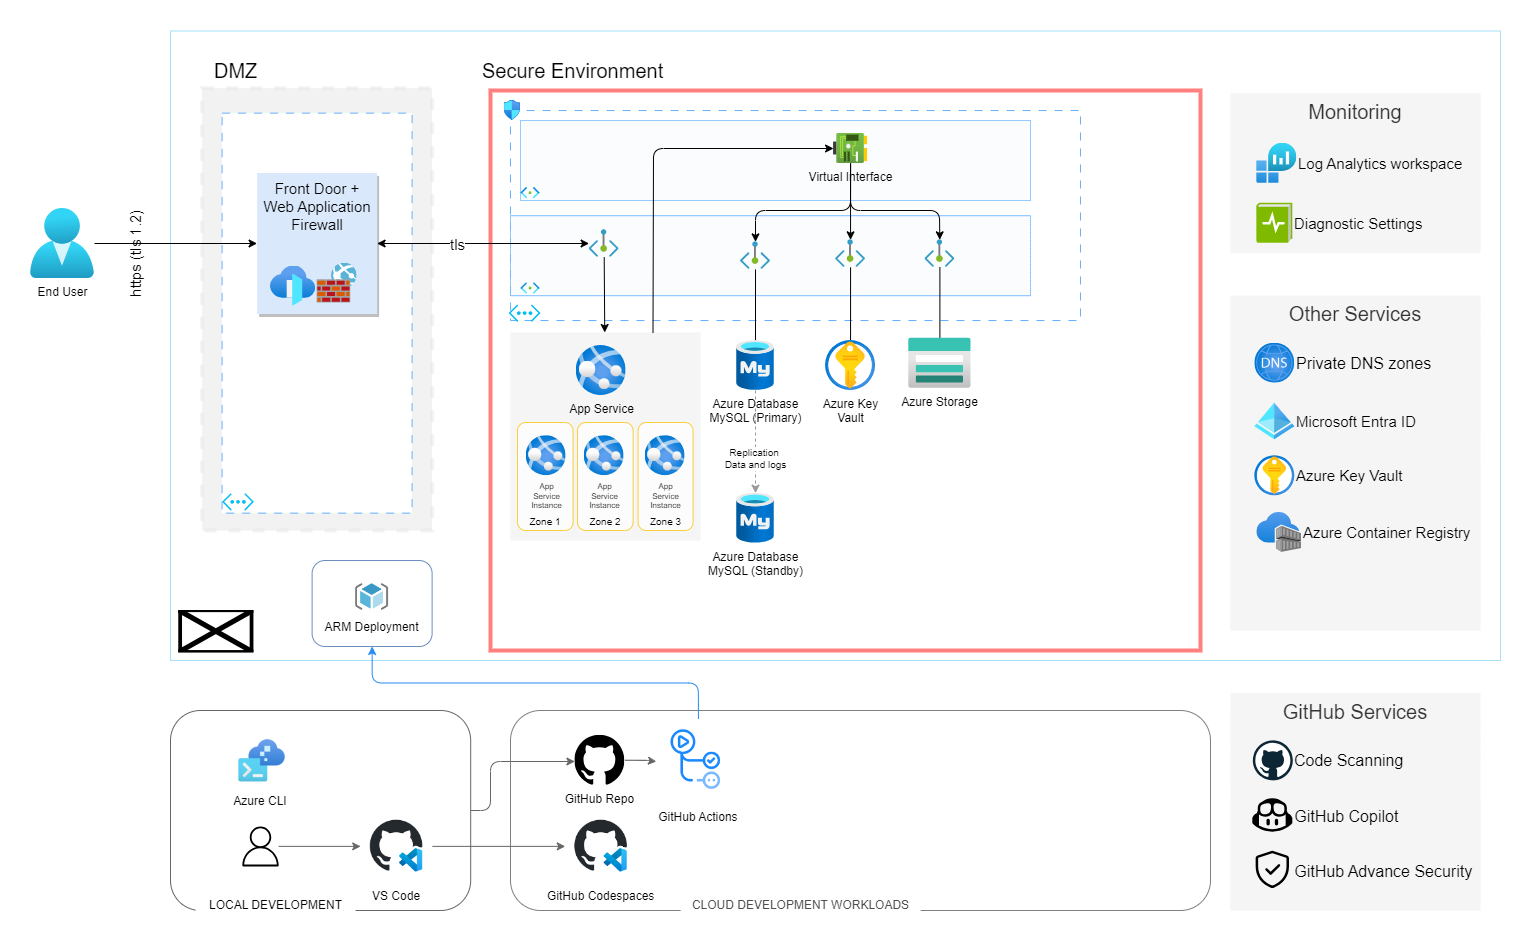 DMZ
Secure Environment
Front Door +
Web Application
Firewall
https (tls 1.2)
End User
tls
Virtual Interface
App Service
App
Service
Instance
Zone 1
App
Service
Instance
Zone 2
App
Service
Instance
Zone 3
Azure Database
MySQL (Primary)
Replication
Data and logs
My
My
Azure Database
MySQL (Standby)
Azure Key
Vault
Azure Storage
Monitoring
Log Analytics workspace
Diagnostic Settings
Other Services
DNS
Private DNS zones
Microsoft Entra ID
Azure Key Vault
Azure Container Registry
ARM Deployment
Azure CLI
VS Code
LOCAL DEVELOPMENT
GitHub Repo
GitHub Actions
GitHub Codespaces
CLOUD DEVELOPMENT WORKLOADS
GitHub Services
Code Scanning
GitHub Copilot
GitHub Advance Security